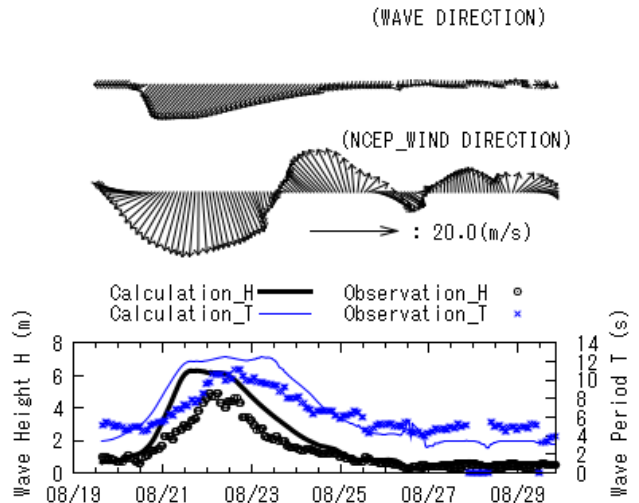 (WAVE DIRECTION)
(NCEP_WIND DIRECTION)
: 20.0(m/s)
Calculation_H Observation_H
Calculation_T Observation_T
Wave Height H (m)
8
6
4
2
0
14
12
10
8
6
4
2
0
Wave Period T (s)
08/19 08/21 08/23 08/25 08/27 08/29